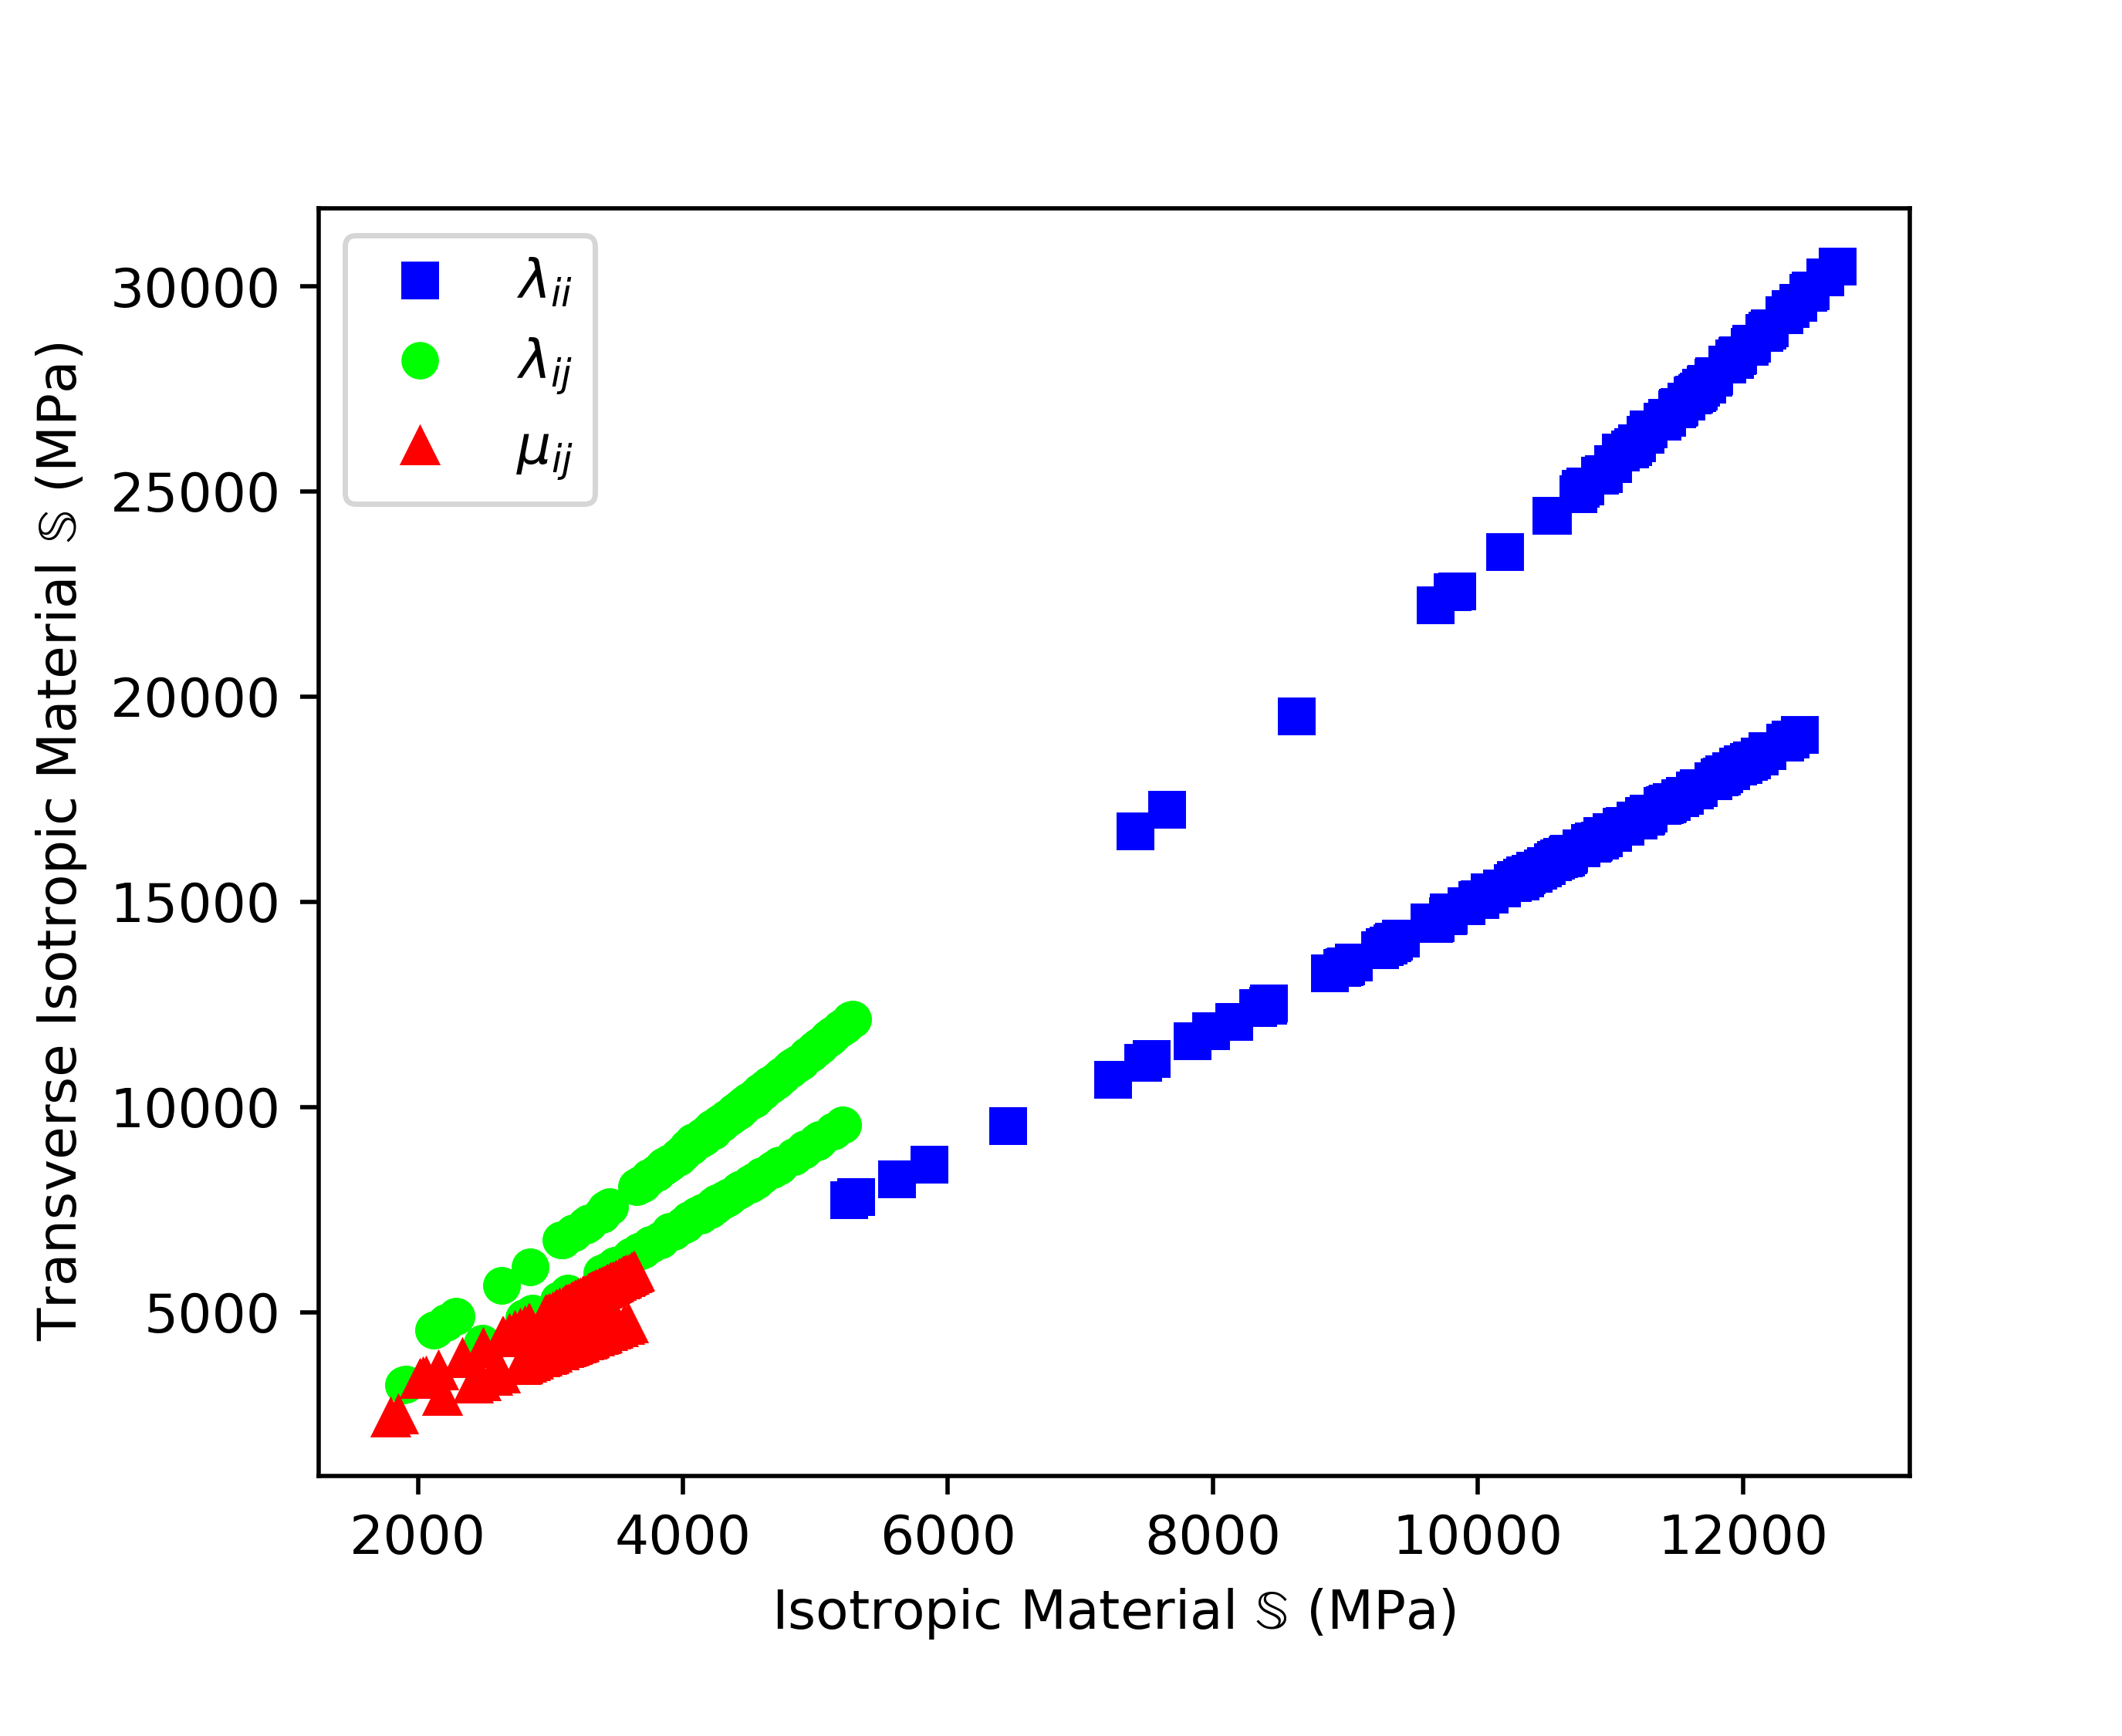 λii
λij
μij
30000
25000
20000
15000
10000
5000
2000 4000 6000 8000 10000 12000
Transverse Isotropic Material 𝕊 (MPa)
Isotropic Material 𝕊 (MPa)